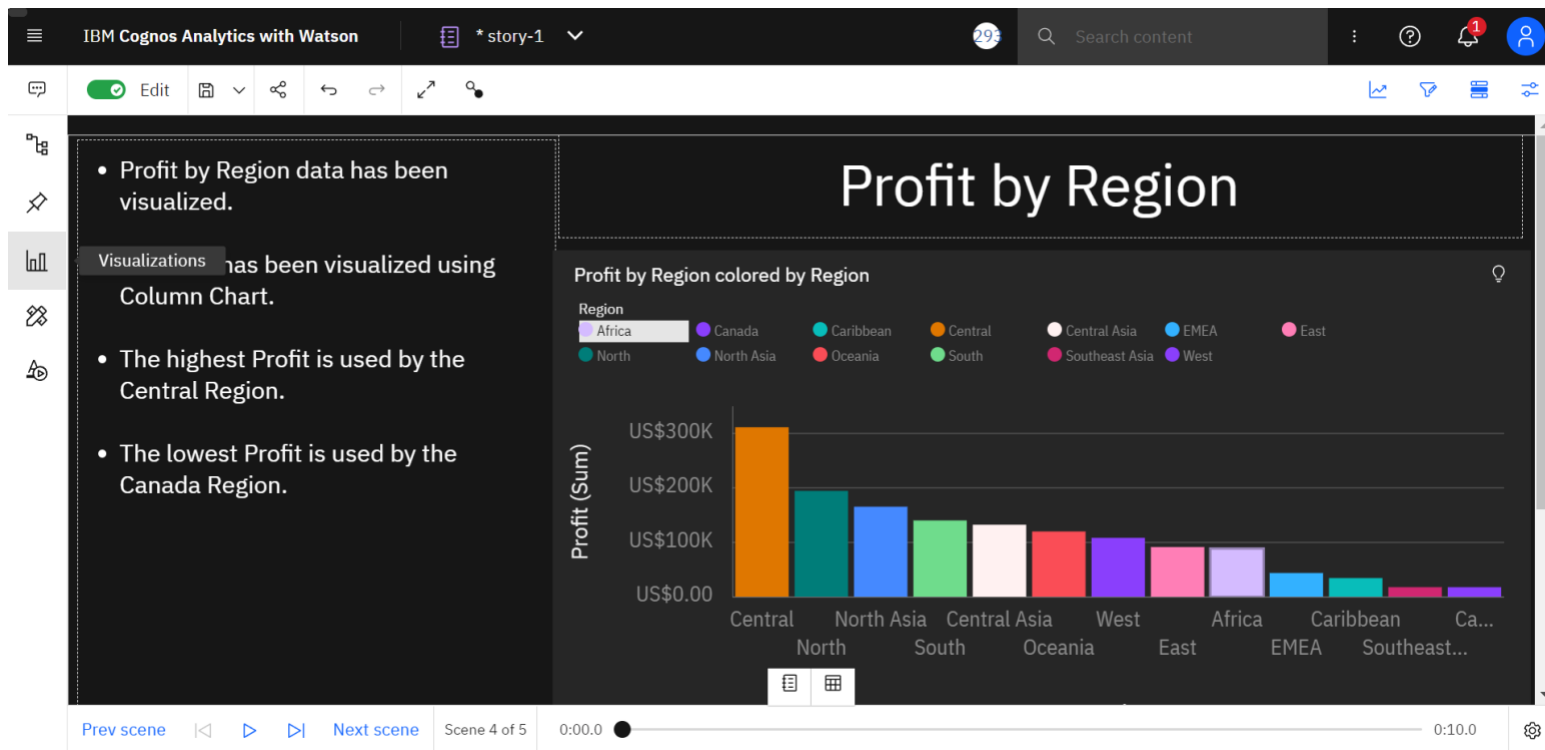 IBM Cognos Analytics with Watson
* story-1
293
Search content
1
Edit
• Profit by Region data has been
visualized.
Visualizations
has been visualized using
Column Chart.
• The highest Profit is used by the
Central Region.
• The lowest Profit is used by the
Canada Region.
Profit by Region
Profit by Region colored by Region
Region
Africa Canada Caribbean Central Central Asia EMEA East
North North Asia Oceania South Southeast Asia West
Profit (Sum)
US$300K
US$200K
US$100K
US$0.00
Central North Asia Central Asia West Africa Caribbean Ca...
North South Oceania East EMEA Southeast...
Prev scene Next scene Scene 4 of 5 0:00.0 0:10.0